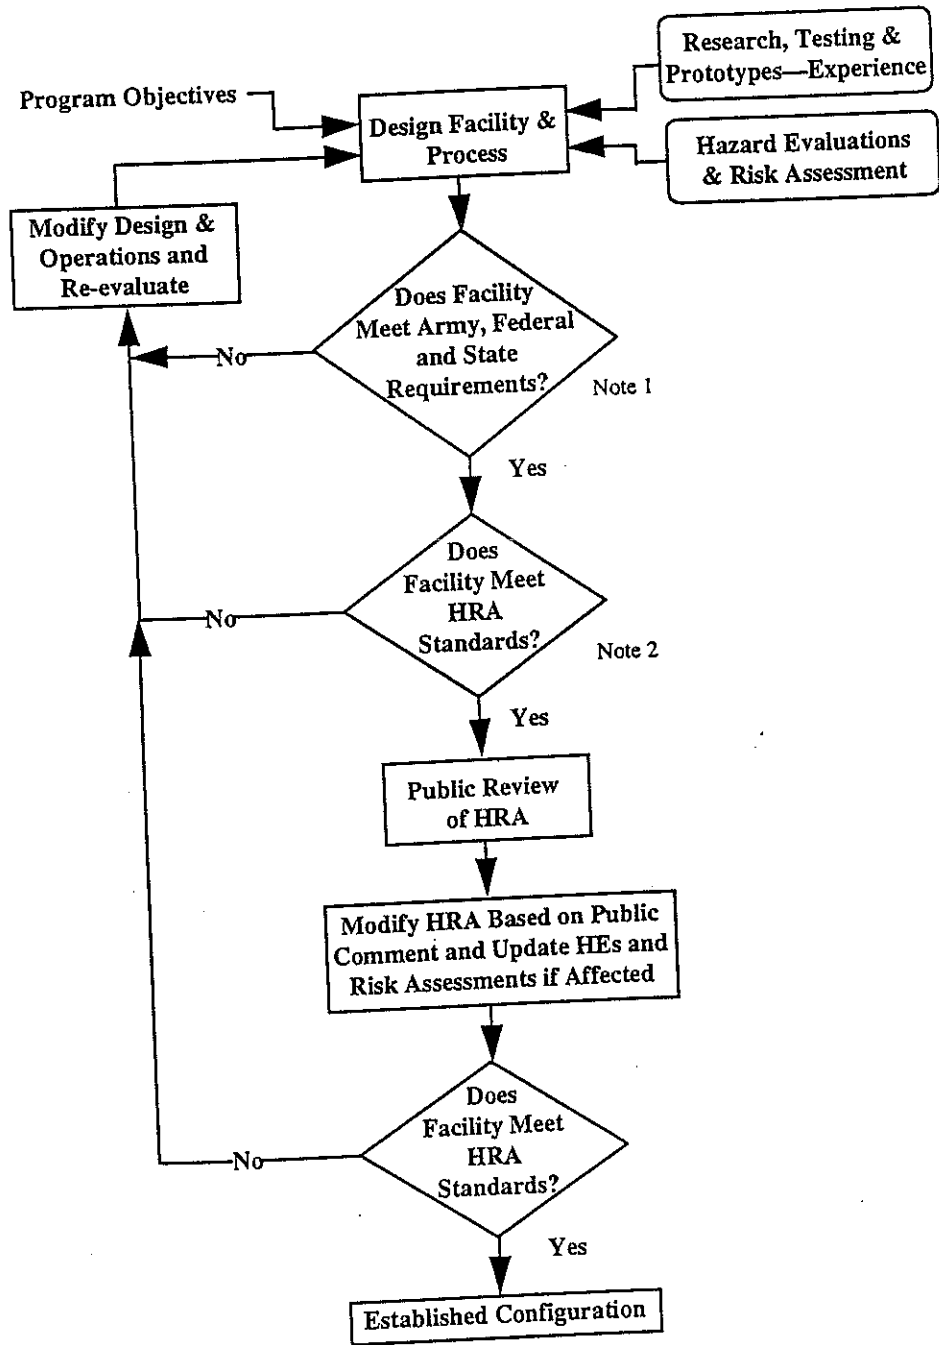 Research, Testing &
Prototypes—Experience
Program Objectives
Design Facility &
Process
Hazard Evaluations
& Risk Assessment
Modify Design &
Operations and
Re-evaluate
Does Facility
Meet Army, Federal
and State
Requirements?
No
Note 1
Yes
Does
Facility Meet
HRA
Standards?
No
Note 2
Yes
Public Review
of HRA
Modify HRA Based on Public
Comment and Update HEs and
Risk Assessments if Affected
Does
Facility Meet
HRA
Standards?
No
Yes
Established Configuration